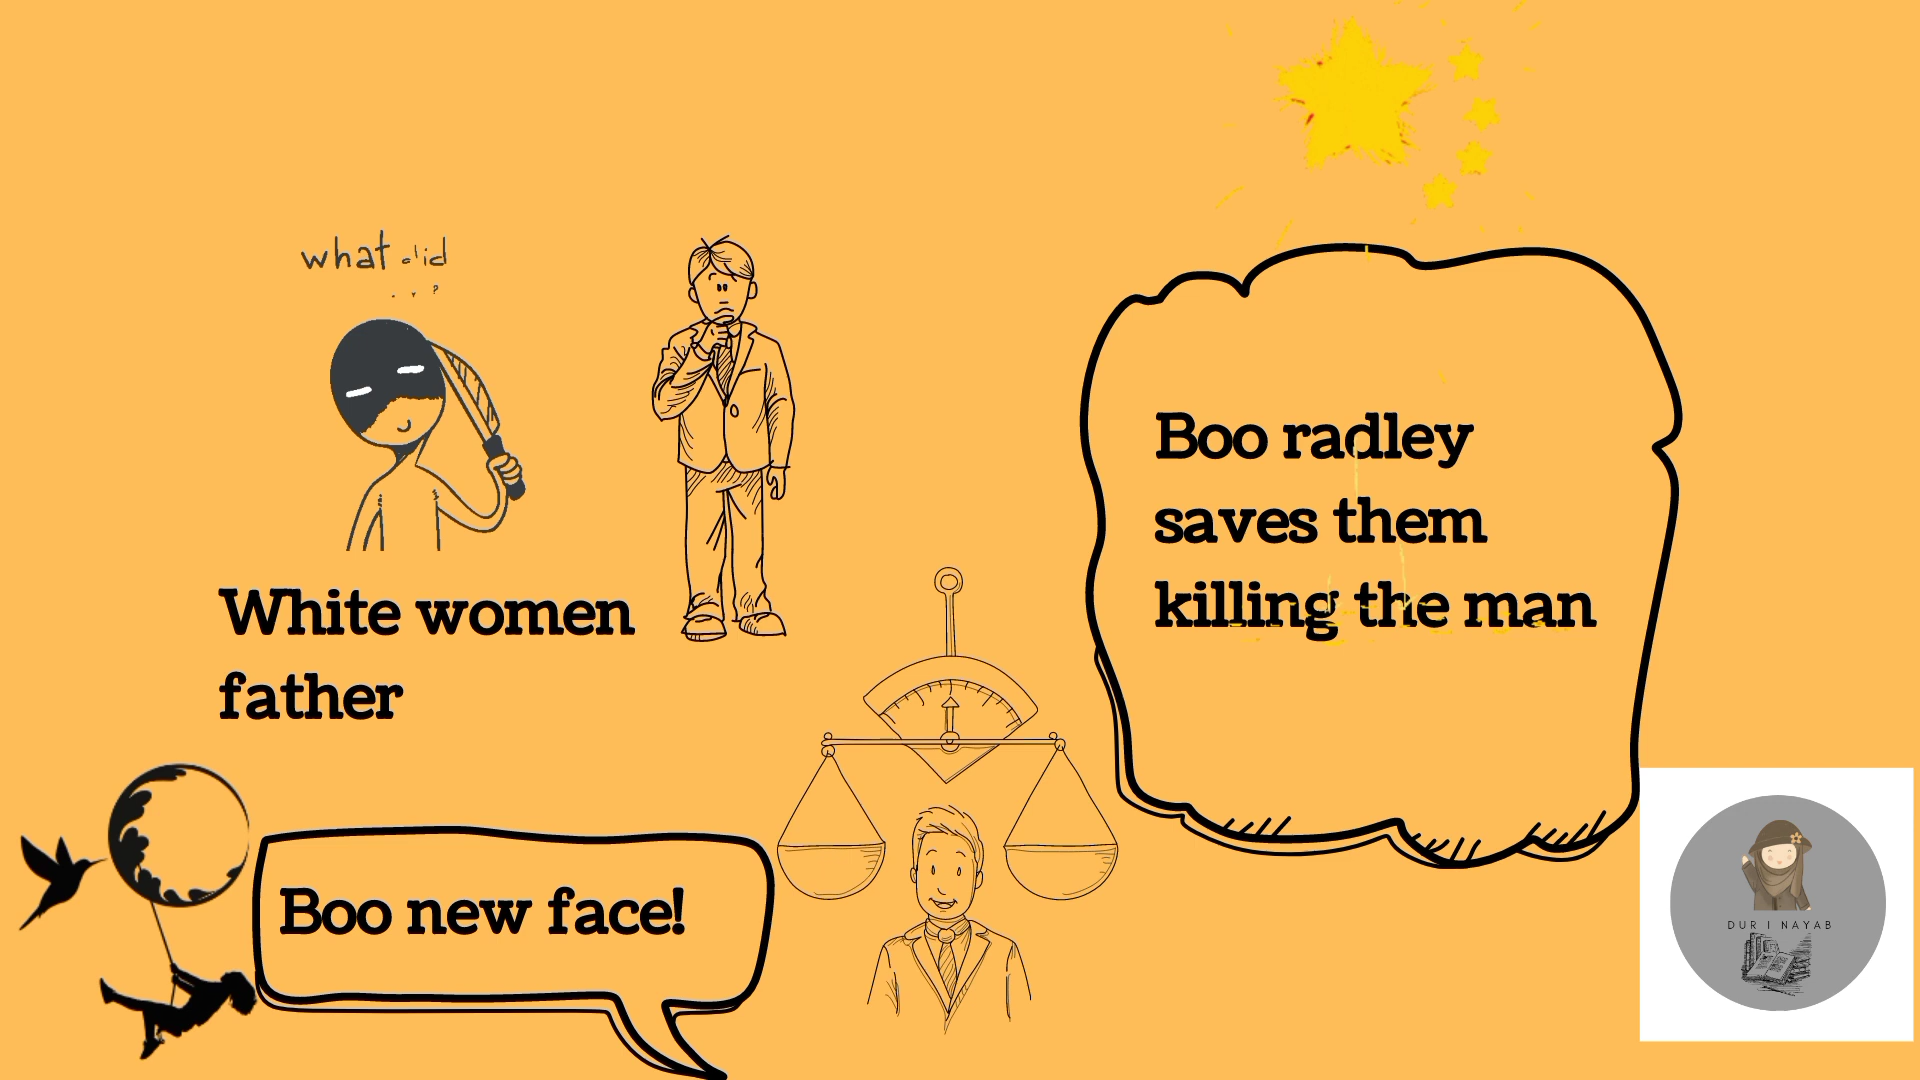 what did
White women
father
Boo radley
saves them
killing the man
Boo new face!
DUR I NAYAB